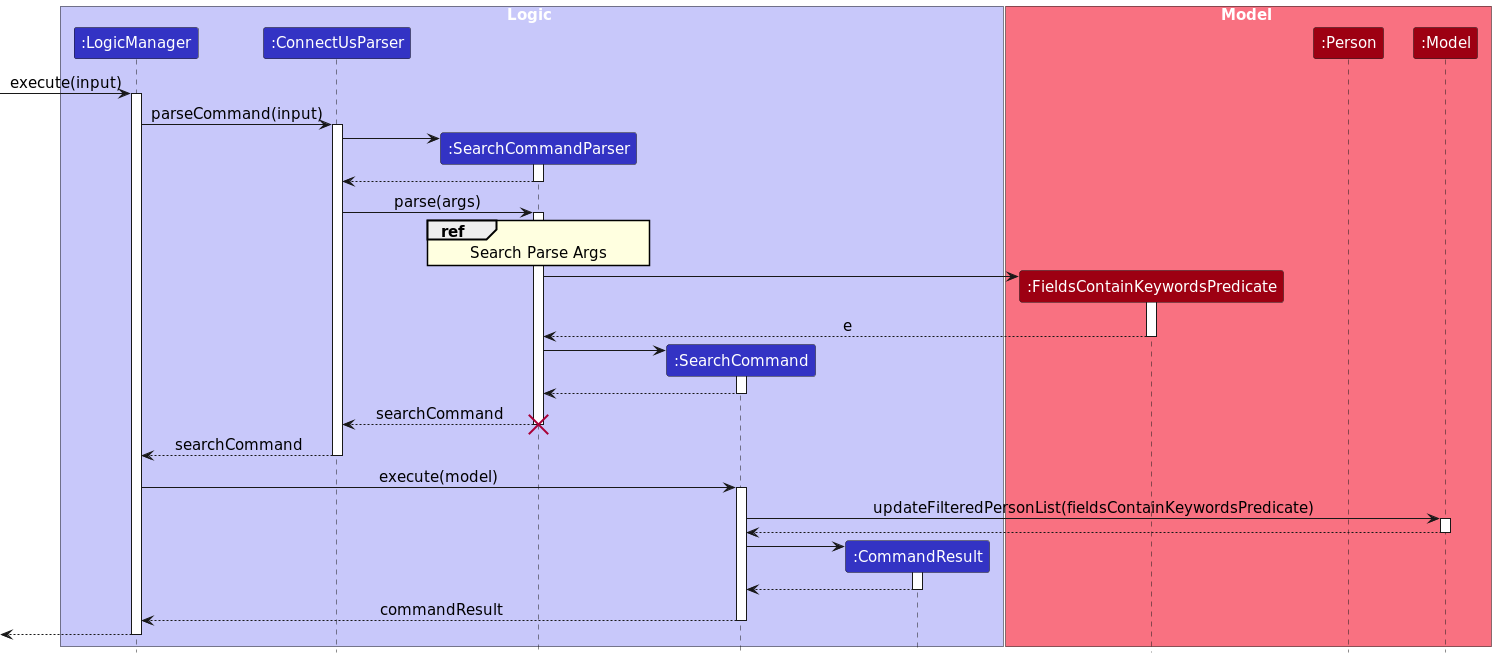 Logic
Model
:LogicManager
:ConnectUsParser
:Person
:Model
execute(input)
parseCommand(input)
:SearchCommandParser
parse(args)
ref
Search Parse Args
:FieldsContainKeywordsPredicate
e
:SearchCommand
searchCommand
searchCommand
execute(model)
updateFilteredPersonList(fieldsContainKeywordsPredicate)
:CommandResult
commandResult